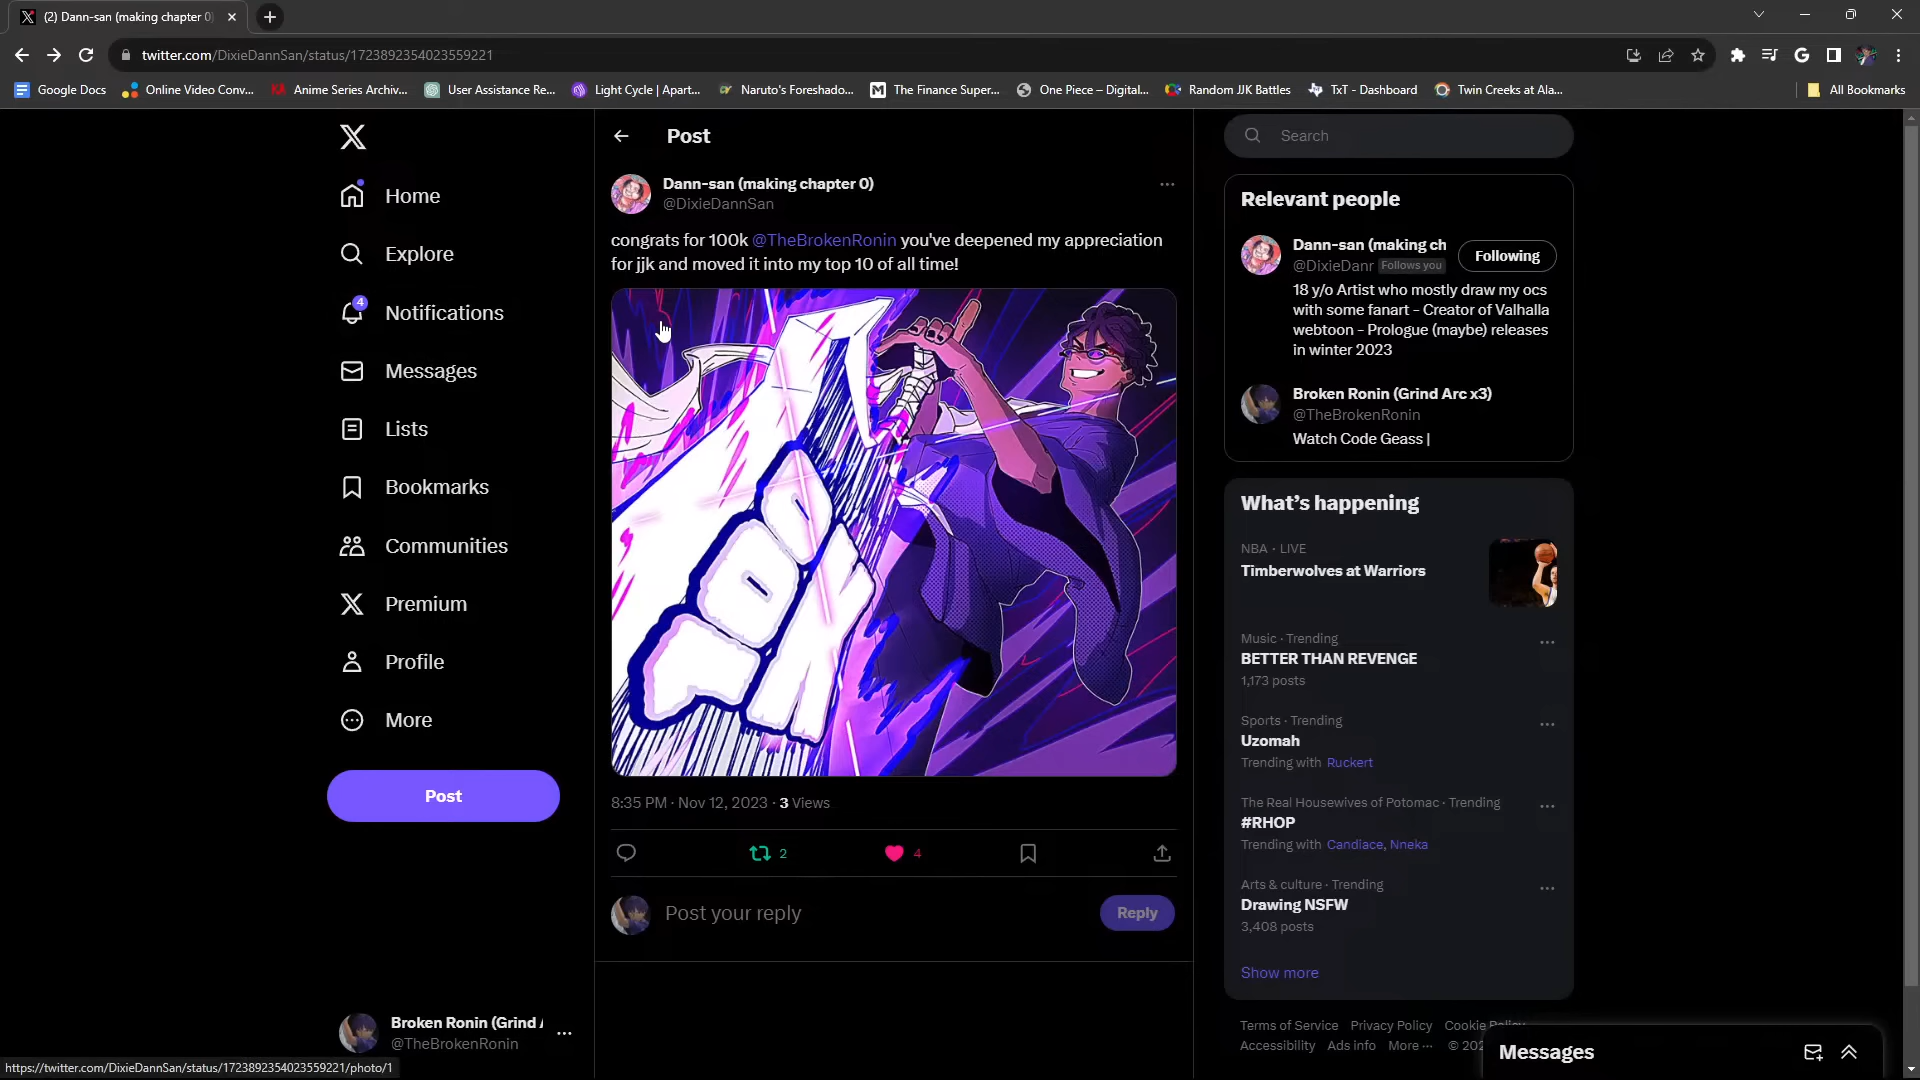 (2) Dann-san (making chapter 0)
twitter.com/DixieDannSan/status/1723892354023559221
Google Docs
Online Video Conv...
Anime Series Archiv...
User Assistance Re...
Light Cycle | Apart...
Naruto's Foreshado...
The Finance Super...
One Piece – Digital...
Random JJK Battles
TxT - Dashboard
Twin Creeks at Ala...
All Bookmarks
Home
Explore
4
Notifications
Messages
Lists
Bookmarks
Communities
Premium
Profile
More
Post
Broken Ronin (Grind
@TheBrokenRonin
https://twitter.com/DixieDannSan/status/1723892354023559221/photo/1
Post
Dann-san (making chapter 0)
@DixieDannSan
congrats for 100k @TheBrokenRonin you've deepened my appreciation
for jjk and moved it into my top 10 of all time!
100K
8:35 PM · Nov 12, 2023 · 3 Views
2
4
Post your reply
Reply
Search
Relevant people
Dann-san (making ch
@DixieDanr
Follows you
Following
18 y/o Artist who mostly draw my ocs
with some fanart - Creator of Valhalla
webtoon - Prologue (maybe) releases
in winter 2023
Broken Ronin (Grind Arc x3)
@TheBrokenRonin
Watch Code Geass |
What's happening
NBA · LIVE
Timberwolves at Warriors
Music · Trending
BETTER THAN REVENGE
1,173 posts
Sports · Trending
Uzomah
Trending with Ruckert
The Real Housewives of Potomac · Trending
#RHOP
Trending with Candiace, Nneka
Arts & culture · Trending
Drawing NSFW
3,408 posts
Show more
Terms of Service Privacy Policy Cookie Policy
Accessibility Ads info More ··· © 202
Messages